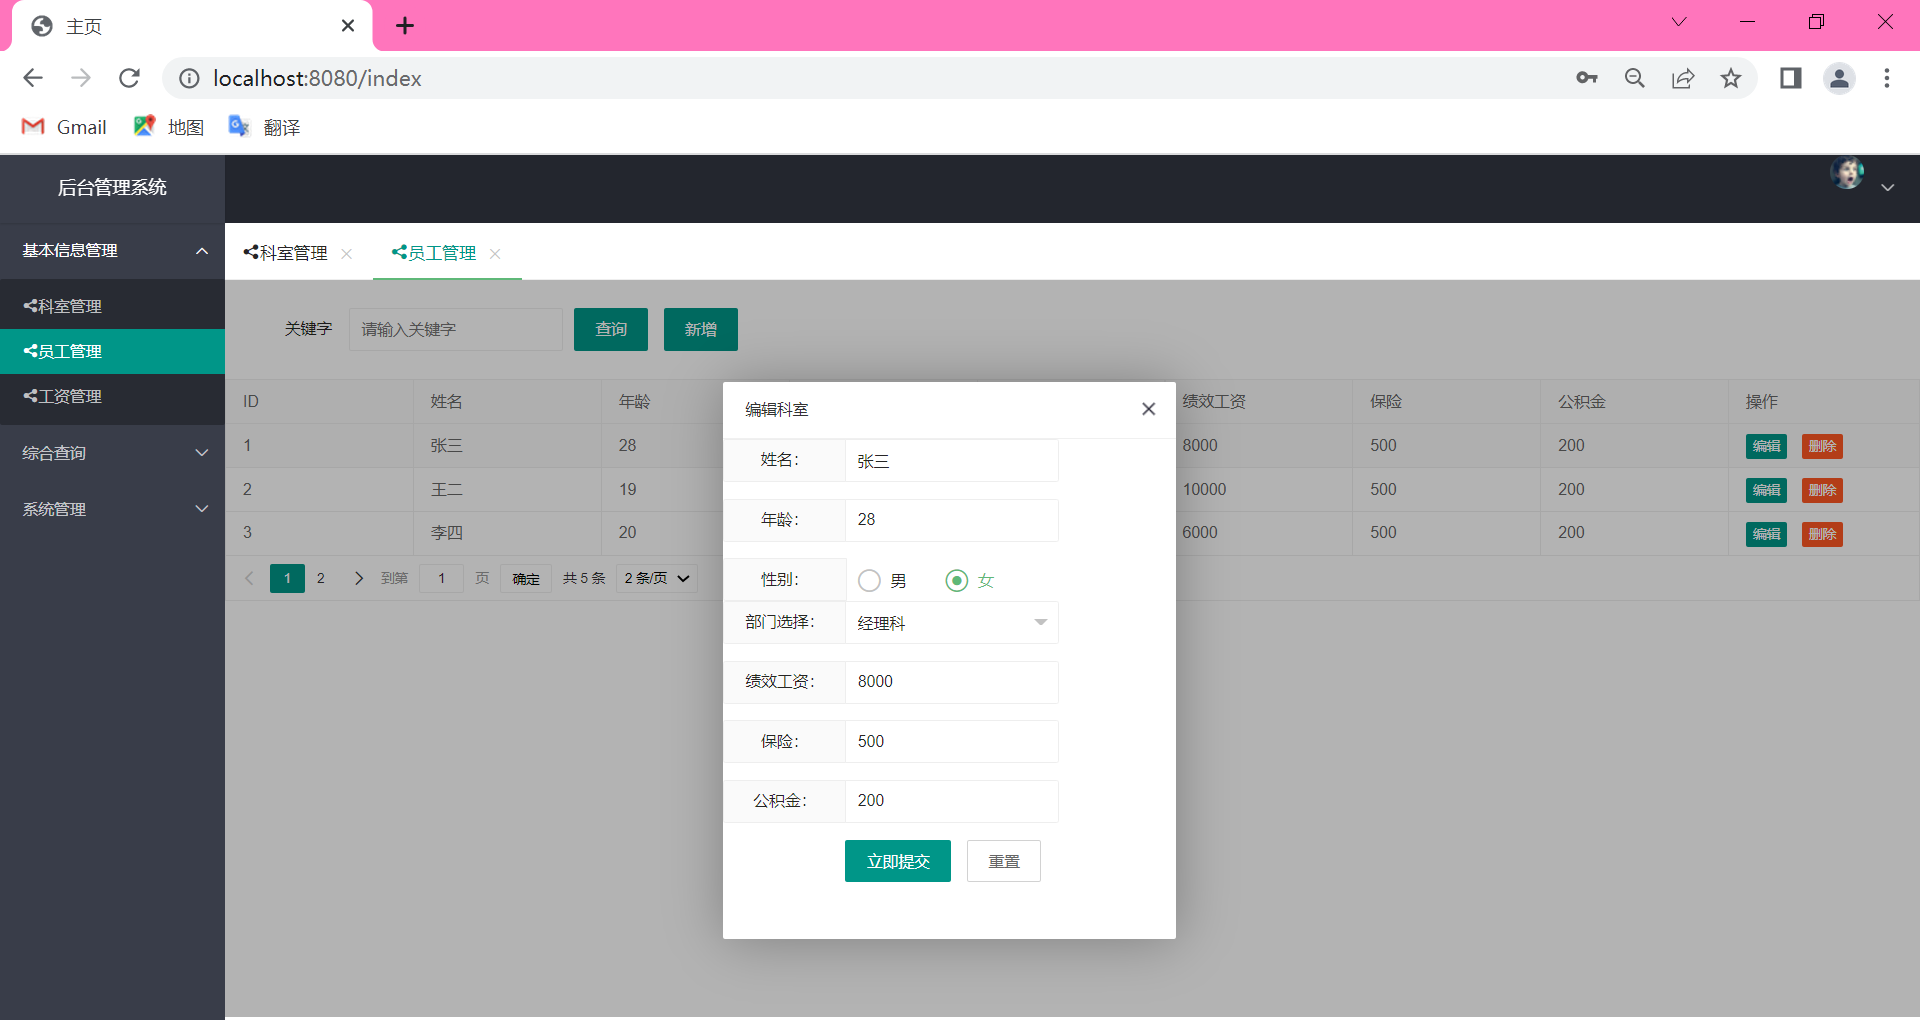 主页
localhost:8080/index
Gmail 地图 翻译
后台管理系统
基本信息管理
科室管理
员工管理
工资管理
综合查询
系统管理
科室管理 员工管理
关键字 请输入关键字 查询 新增
ID 姓名 年龄 绩效工资 保险 公积金 操作
1 张三 28 8000 500 200 编辑 删除
2 王二 19 10000 500 200 编辑 删除
3 李四 20 6000 500 200 编辑 删除
1 2 到第 1 页 确定 共 5 条 2 条/页
编辑科室
姓名： 张三
年龄： 28
性别： 男 女
部门选择： 经理科
绩效工资： 8000
保险： 500
公积金： 200
立即提交 重置